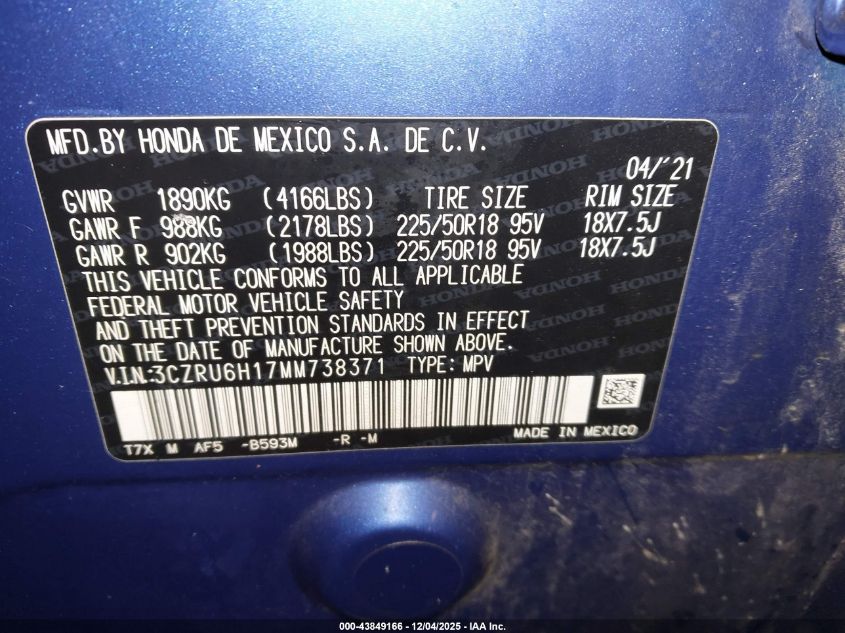 MFD.BY HONDA DE MEXICO S.A. DE C.V.
04/'21
GVWR 1890KG (4166LBS) TIRE SIZE RIM SIZE
GAWR F 988KG (2178LBS) 225/50R18 95V 18X7.5J
GAWR R 902KG (1988LBS) 225/50R18 95V 18X7.5J
THIS VEHICLE CONFORMS TO ALL APPLICABLE
FEDERAL MOTOR VEHICLE SAFETY
AND THEFT PREVENTION STANDARDS IN EFFECT
ON THE DATE OF MANUFACTURE SHOWN ABOVE.
V.I.N:3CZRU6H17MM738371 TYPE: MPV
T7X M AF5 -B593M -R -M MADE IN MEXICO
000-43849166 - 12/04/2025 - IAA Inc.